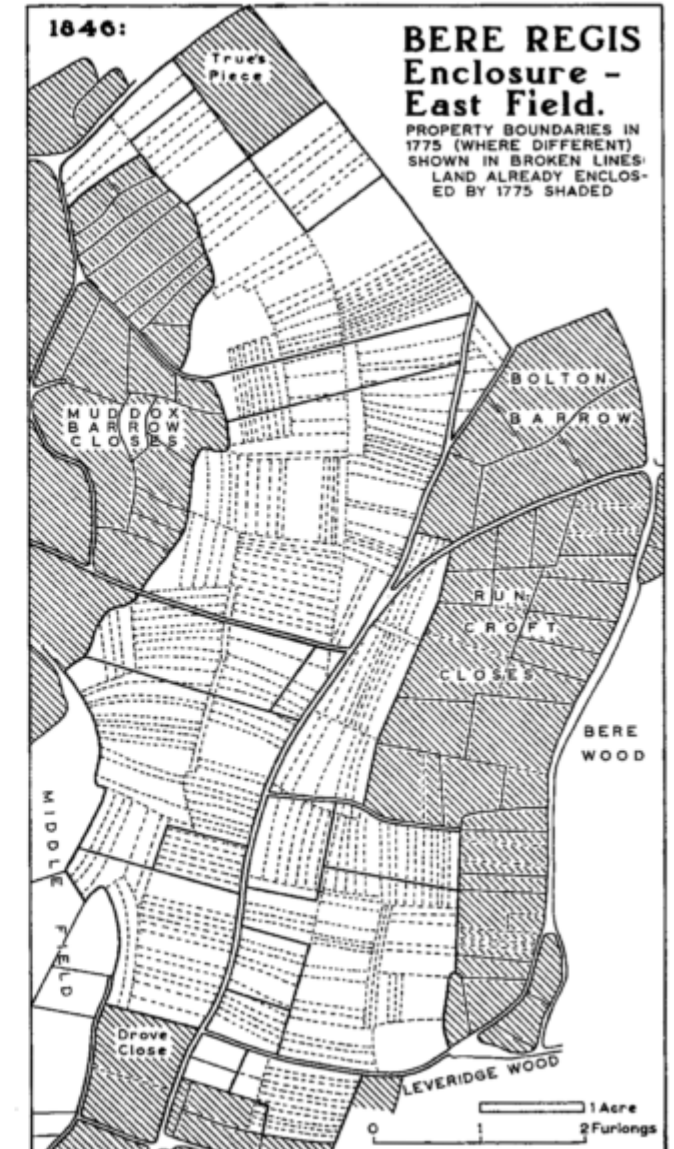 1846:
BERE REGIS
Enclosure –
East Field.
PROPERTY BOUNDARIES IN
1775 (WHERE DIFFERENT)
SHOWN IN BROKEN LINES:
LAND ALREADY ENCLOS-
ED BY 1775 SHADED
True's
Piece
BOLTON
BARROW
MUDDOX
BARROW
CLOSES
RUN
CROFT
CLOSES
BERE
WOOD
MIDDLE
FIELD
Drove
Close
LEVERIDGE WOOD
1 Acre
0 1 2 Furlongs